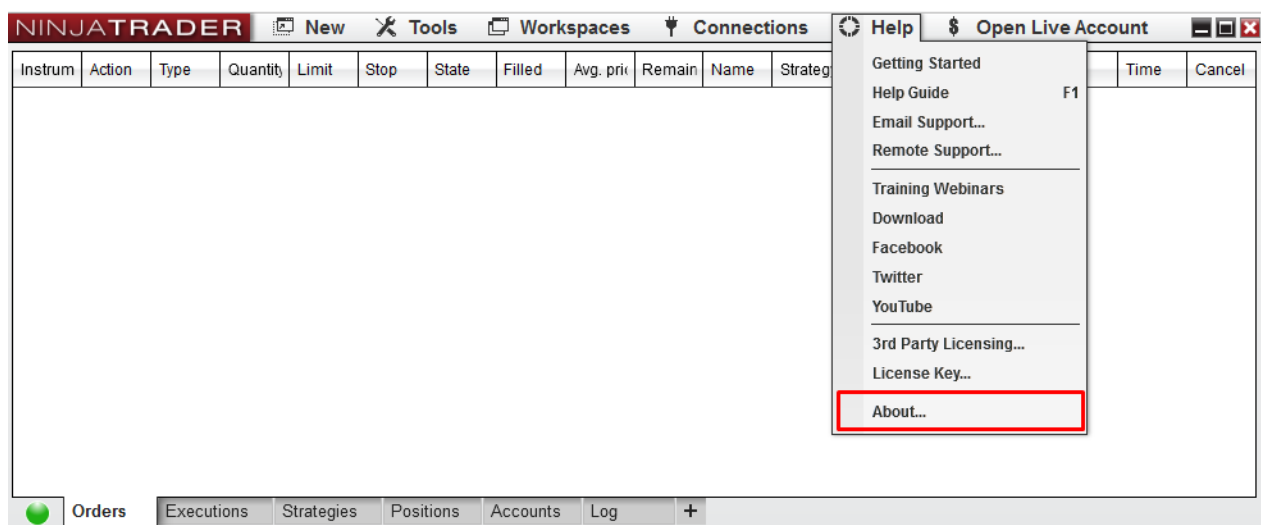 NINJATRADER New Tools Workspaces Connections Help $ Open Live Account
Instrum Action Type Quantity Limit Stop State Filled Avg. pric Remain Name Strateg Time Cancel
Getting Started
Help Guide F1
Email Support...
Remote Support...
Training Webinars
Download
Facebook
Twitter
YouTube
3rd Party Licensing...
License Key...
About...
Orders Executions Strategies Positions Accounts Log +